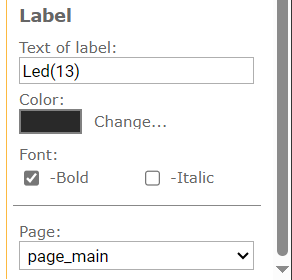 Label
Text of label:
Led(13)
Color:
Change...
Font:
-Bold -Italic
Page:
page_main